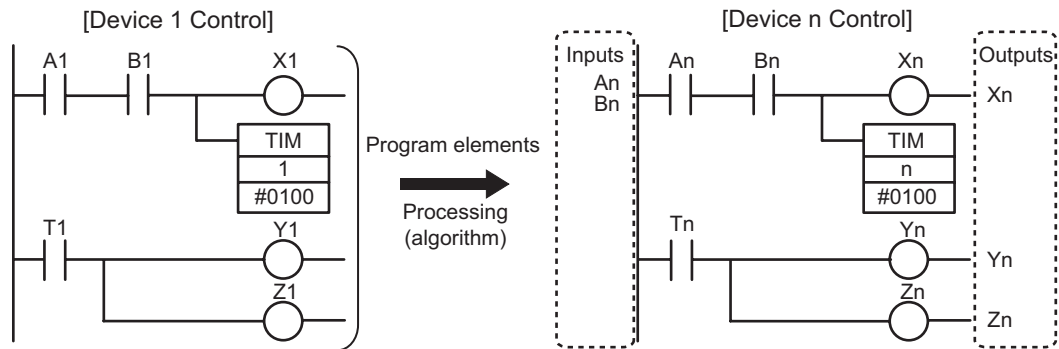 [Device 1 Control]
A1 B1 X1
TIM
1
#0100
T1 Y1
Z1
Program elements
Processing
(algorithm)
[Device n Control]
Inputs
An
Bn
An Bn Xn
TIM
n
#0100
Tn Yn
Zn
Outputs
Xn
Yn
Zn